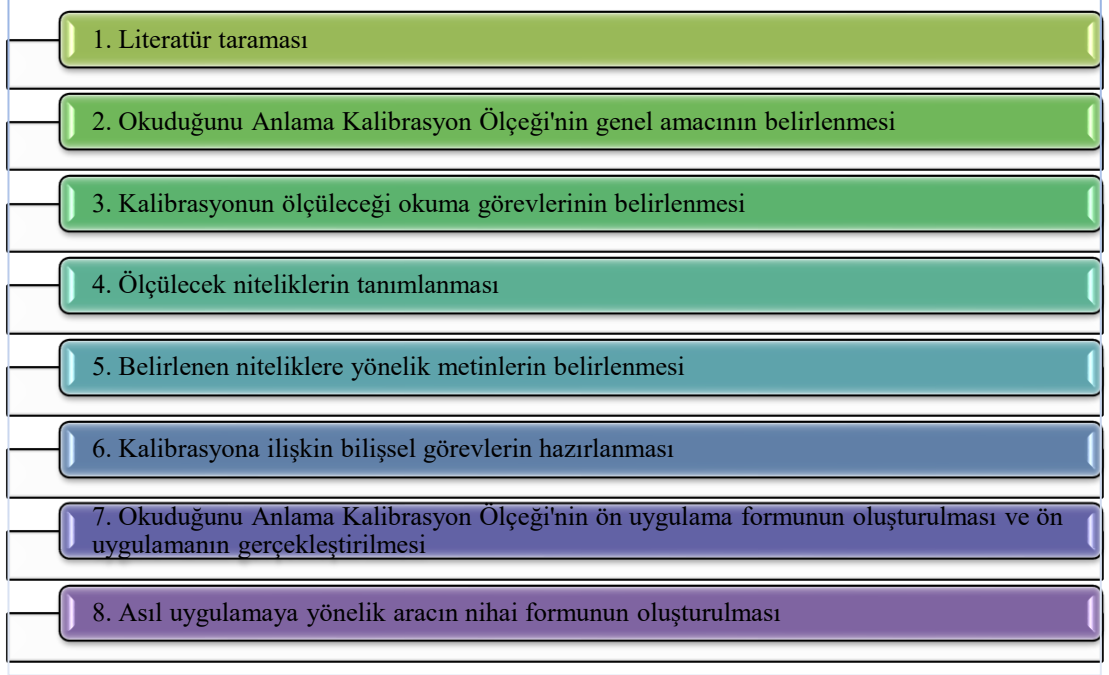 1. Literatür taraması
2. Okuduğunu Anlama Kalibrasyon Ölçeği'nin genel amacının belirlenmesi
3. Kalibrasyonun ölçüleceği okuma görevlerinin belirlenmesi
4. Ölçülecek niteliklerin tanımlanması
5. Belirlenen niteliklere yönelik metinlerin belirlenmesi
6. Kalibrasyona ilişkin bilişsel görevlerin hazırlanması
7. Okuduğunu Anlama Kalibrasyon Ölçeği'nin ön uygulama formunun oluşturulması ve ön
uygulamanın gerçekleştirilmesi
8. Asıl uygulamaya yönelik aracın nihai formunun oluşturulması